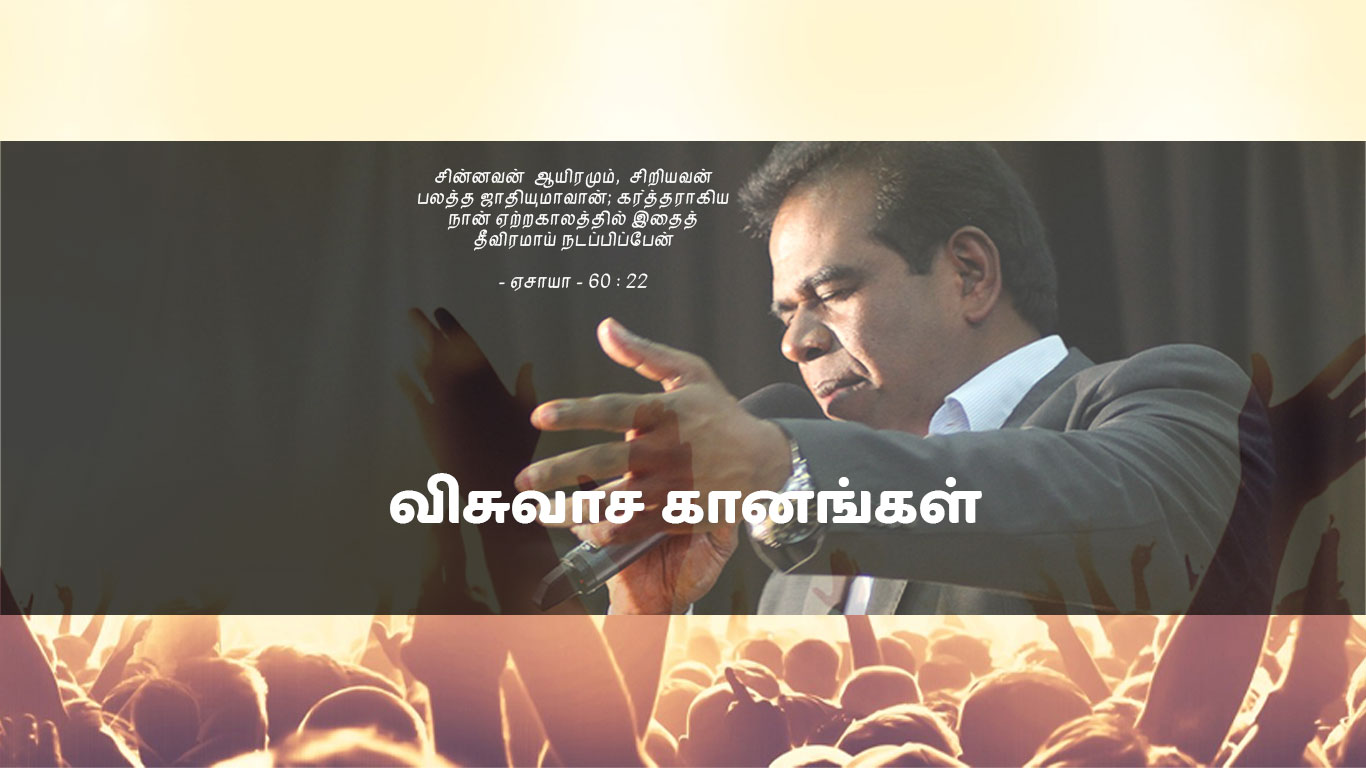 சின்னவன் ஆயிரமும், சிறியவன்
பலத்த ஜாதியுமாவான்; கர்த்தராகிய
நான் ஏற்றகாலத்தில் இதைத்
தீவிரமாய் நடப்பிப்பேன்
- ஏசாயா - 60 : 22
விசுவாச கானங்கள்